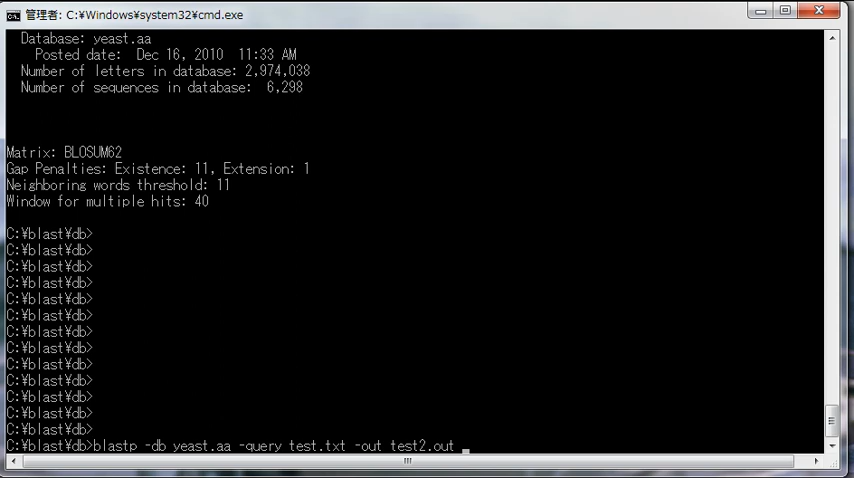 管理者: C:¥Windows¥system32¥cmd.exe
Database: yeast.aa
Posted date:  Dec 16, 2010  11:33 AM
Number of letters in database: 2,974,038
Number of sequences in database:  6,298
Matrix: BLOSUM62
Gap Penalties: Existence: 11, Extension: 1
Neighboring words threshold: 11
Window for multiple hits: 40
C:¥blast¥db>
C:¥blast¥db>
C:¥blast¥db>
C:¥blast¥db>
C:¥blast¥db>
C:¥blast¥db>
C:¥blast¥db>
C:¥blast¥db>
C:¥blast¥db>
C:¥blast¥db>
C:¥blast¥db>
C:¥blast¥db>
C:¥blast¥db>
C:¥blast¥db>blastp -db yeast.aa -query test.txt -out test2.out _